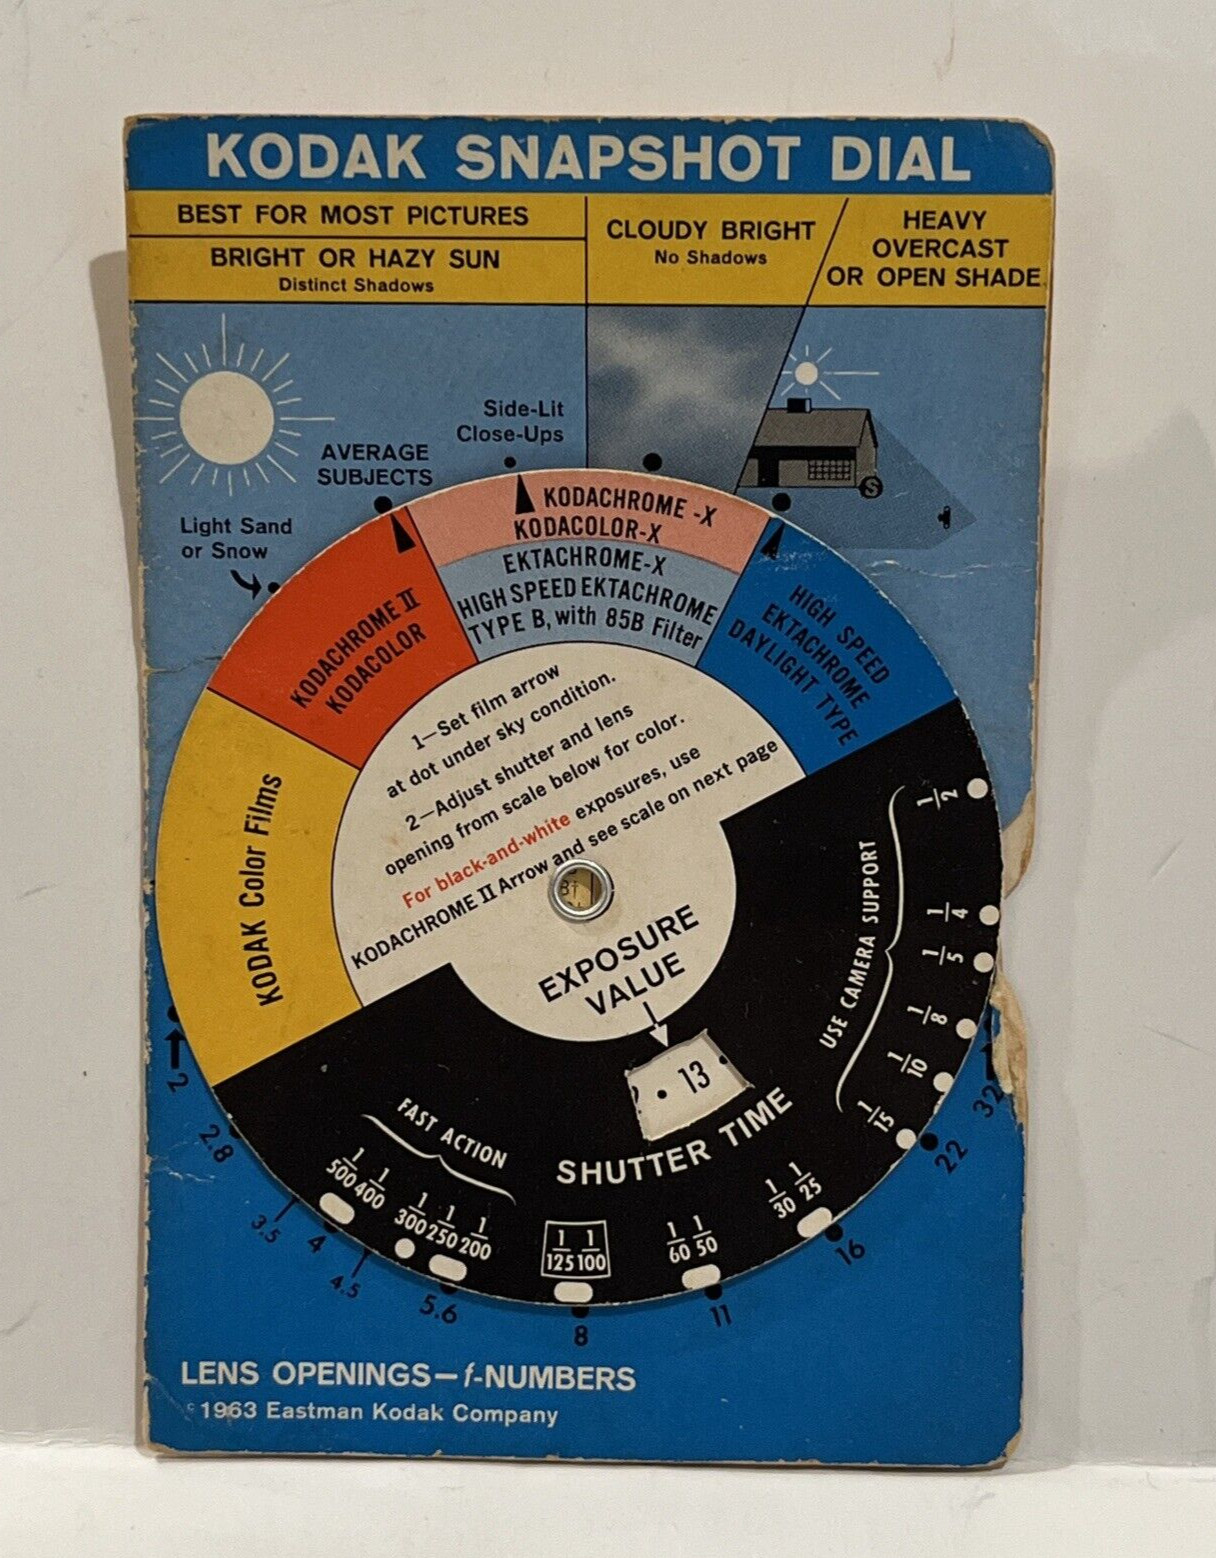 KODAK SNAPSHOT DIAL
BEST FOR MOST PICTURES
BRIGHT OR HAZY SUN
Distinct Shadows
CLOUDY BRIGHT
No Shadows
HEAVY
OVERCAST
OR OPEN SHADE
Side-Lit
Close-Ups
AVERAGE
SUBJECTS
Light Sand
or Snow
S
KODACHROME -X
KODACOLOR-X
EKTACHROME-X
HIGH SPEED EKTACHROME
TYPE B, with 85B Filter
KODACHROME II
KODACOLOR
HIGH SPEED
EKTACHROME
DAYLIGHT TYPE
KODAK Color Films
1—Set film arrow
at dot under sky condition.
2—Adjust shutter and lens
opening from scale below for color.
For black-and-white exposures, use
KODACHROME II Arrow and see scale on next page
EXPOSURE
VALUE
13
SHUTTER TIME
FAST ACTION
USE CAMERA SUPPORT
1/500 1/400 1/300 1/250 1/200 1/125 1/100 1/60 1/50 1/30 1/25 1/15 1/10 1/8 1/5 1/4 1/2
2 2.8 3.5 4 4.5 5.6 8 11 16 22 32
LENS OPENINGS—f-NUMBERS
© 1963 Eastman Kodak Company